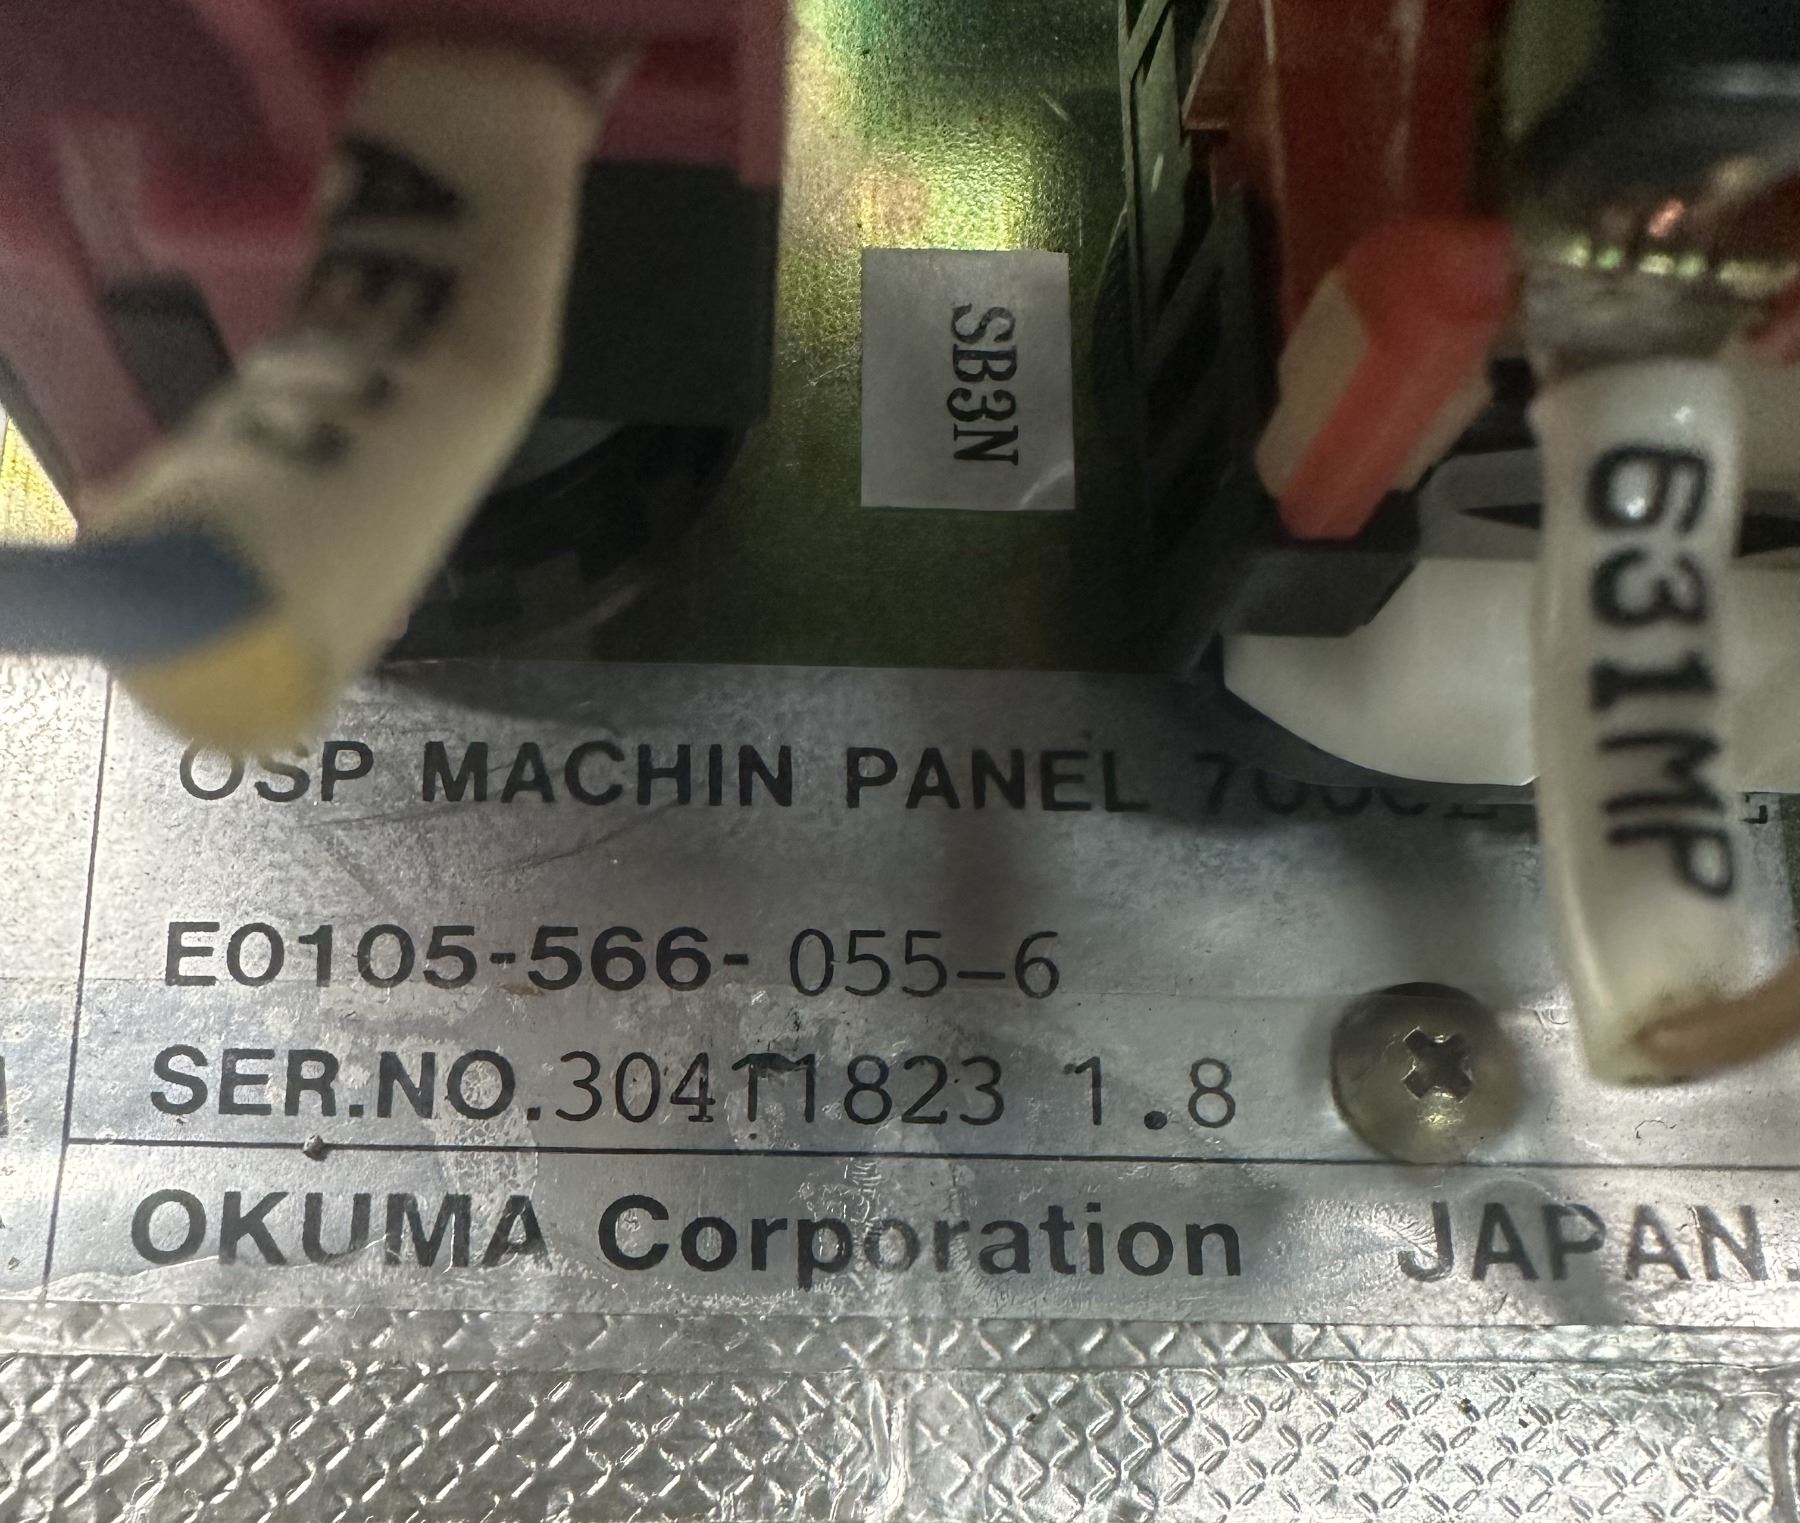 SB3N
631MP
OSP MACHIN PANEL
E0105-566-055-6
SER.NO.304T1823 1.8
OKUMA Corporation JAPAN.